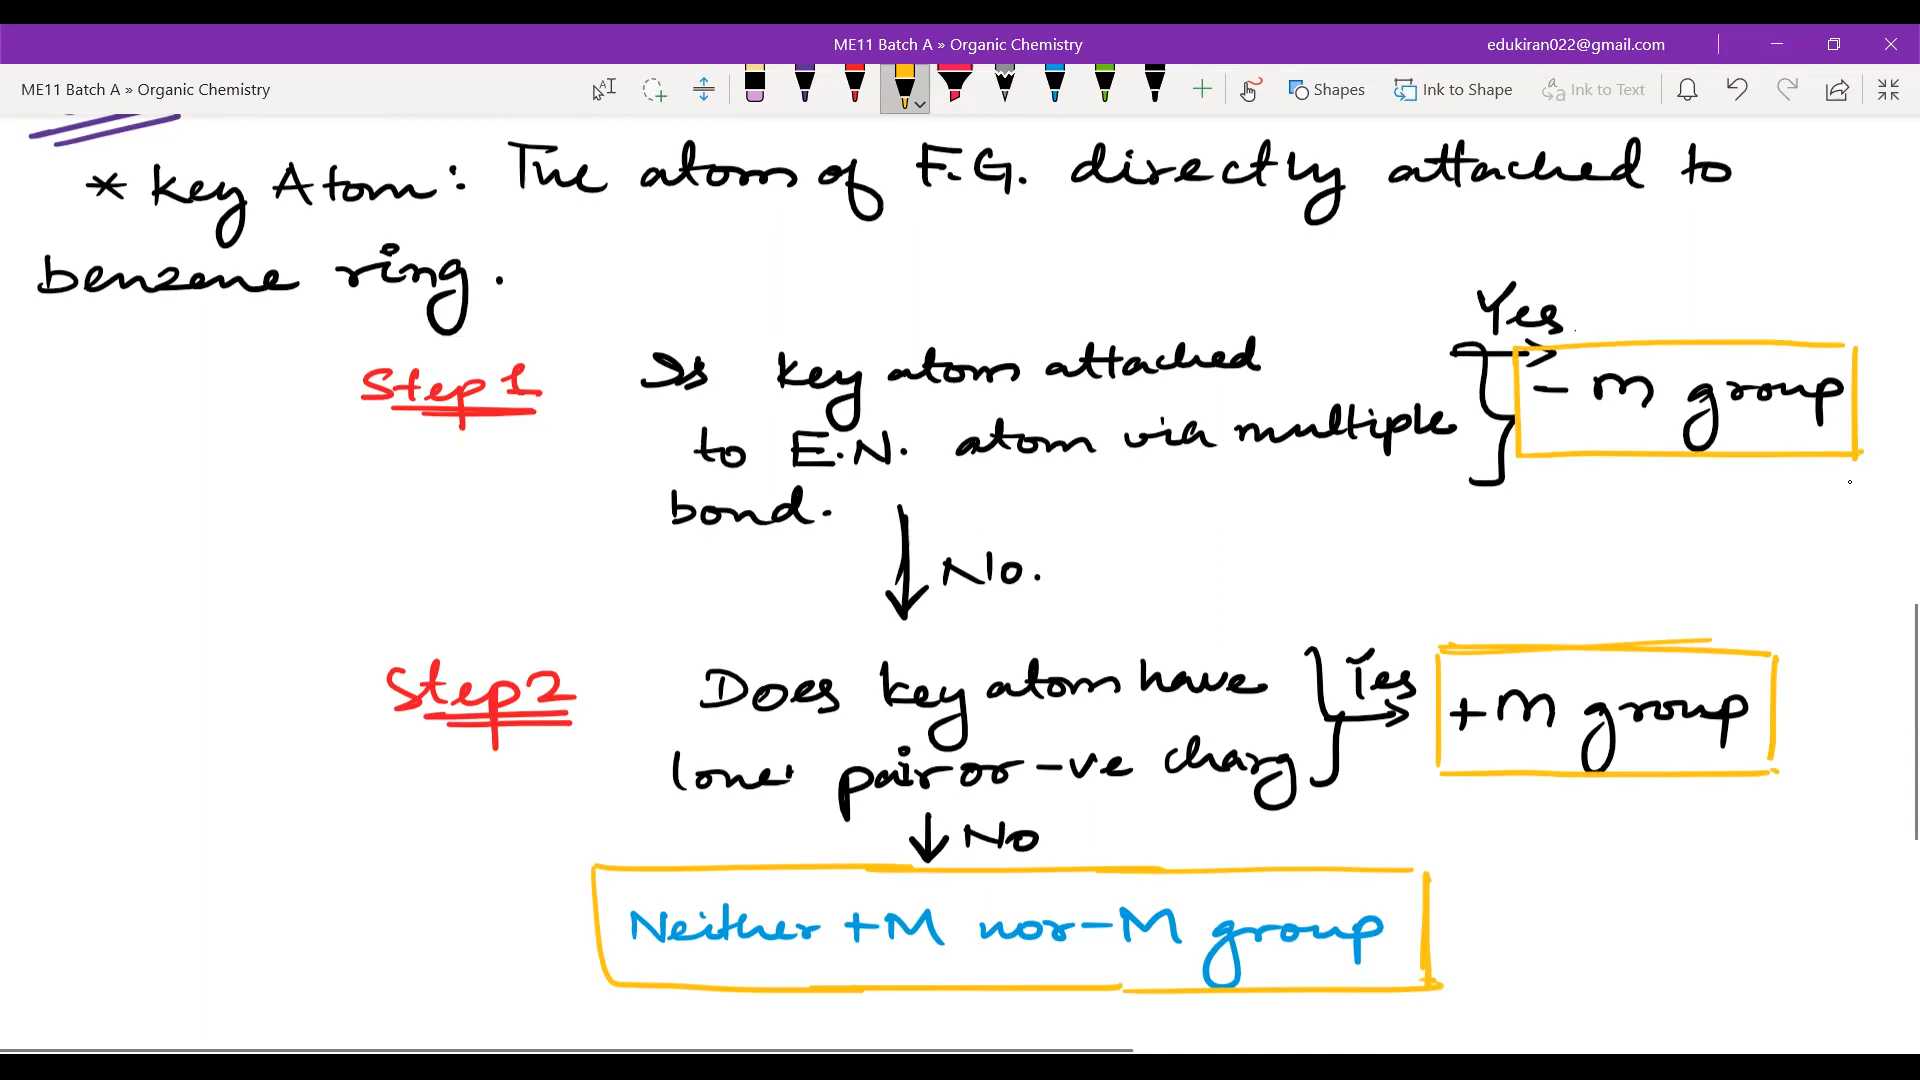 ME11 Batch A » Organic Chemistry
edukiran022@gmail.com
ME11 Batch A » Organic Chemistry
Shapes
Ink to Shape
Ink to Text
* Key Atom: The atom of F.G. directly attached to
benzene ring.
Step 1
Is key atom attached
to E.N. atom via multiple
bond.
Yes
- M group
No.
Step 2
Does key atom have
lone pair or -ve charg
Yes
+M group
No
Neither +M nor -M group